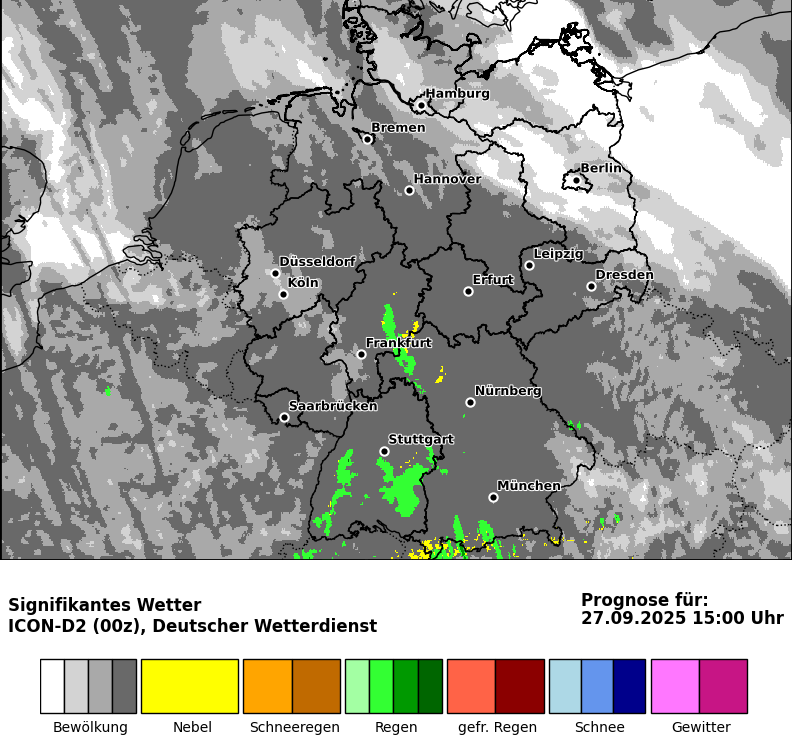 Hamburg
Bremen
Berlin
Hannover
Düsseldorf
Leipzig
Köln
Erfurt
Dresden
Frankfurt
Nürnberg
Saarbrücken
Stuttgart
München
Signifikantes Wetter
ICON-D2 (00z), Deutscher Wetterdienst
Prognose für:
27.09.2025 15:00 Uhr
Bewölkung
Nebel
Schneeregen
Regen
gefr. Regen
Schnee
Gewitter